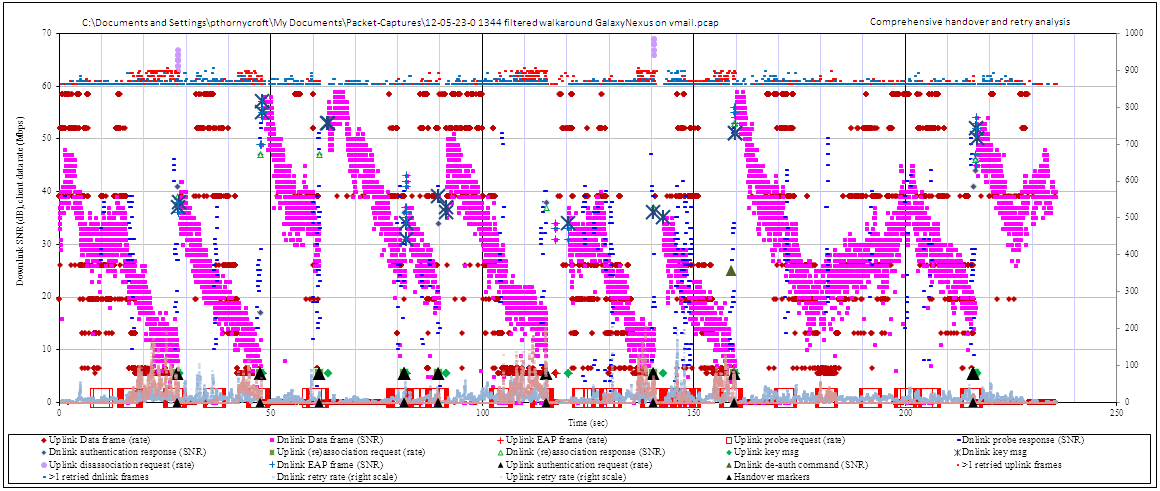 C:\Documents and Settings\pthornycroft\My Documents\Packet-Captures\12-05-23-0 1344 filtered walkaround GalaxyNexus on vmail.pcap
Comprehensive handover and retry analysis
70 1000
60 900
50 800
40 700
30 600
20 500
10 400
0 300
200
100
0
Downlink SNR (dB), client data rate (Mbps)
0 50 100 150 200 250
Time (sec)
Uplink Data frame (rate) Dnlink Data frame (SNR) Uplink EAP frame (rate) Uplink probe request (rate) Dnlink probe response (SNR)
Dnlink authentication response (SNR) Uplink (re)association request (rate) Dnlink (re)association response (SNR) Uplink key msg Dnlink key msg
Uplink disassociation request (rate) Dnlink EAP frame (SNR) Uplink authentication request (rate) Dnlink de-auth command (SNR) >1 retried uplink frames
>1 retried dnlink frames Dnlink retry rate (right scale) Uplink retry rate (right scale) Handover markers